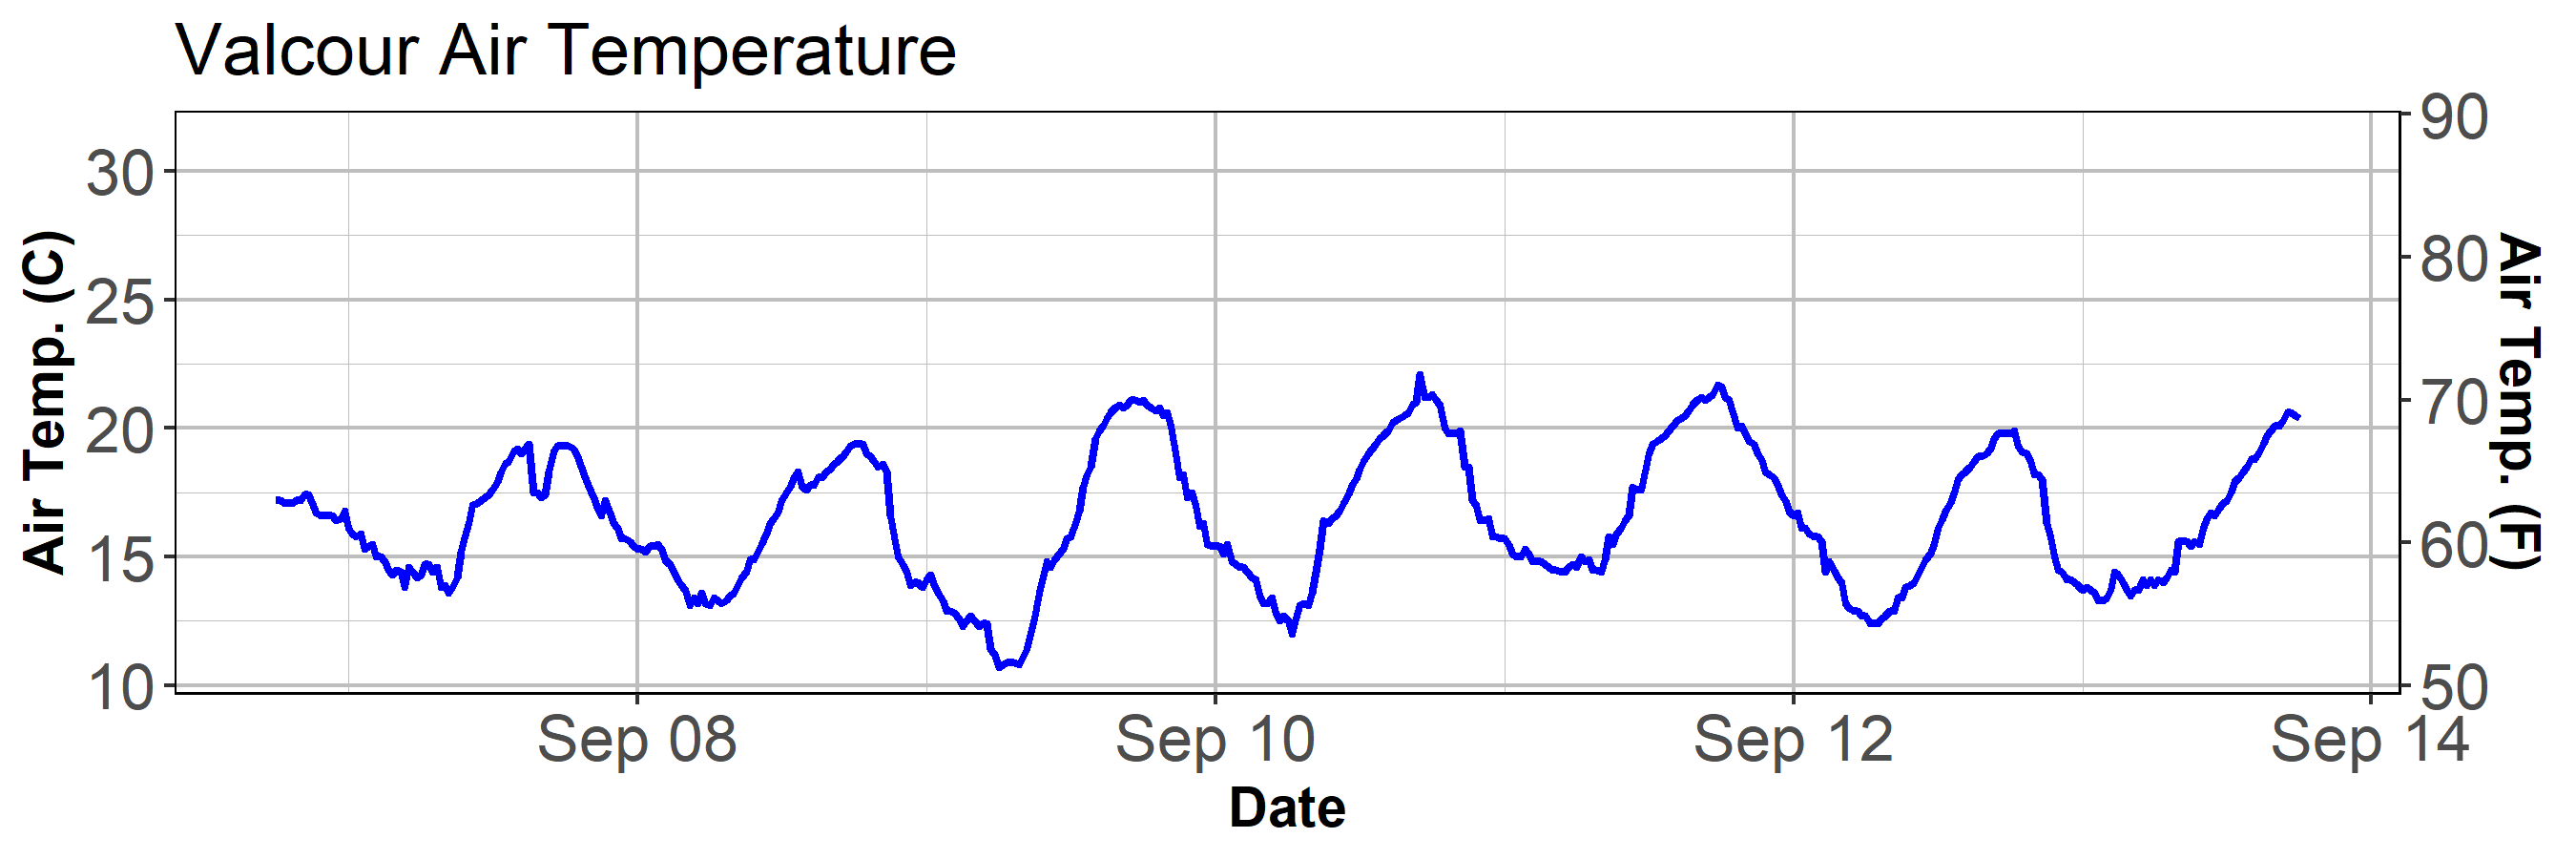 Valcour Air Temperature
Air Temp. (C)
30
25
20
15
10
90
80
70
60
50
Air Temp. (F)
Sep 08 Sep 10 Sep 12 Sep 14
Date